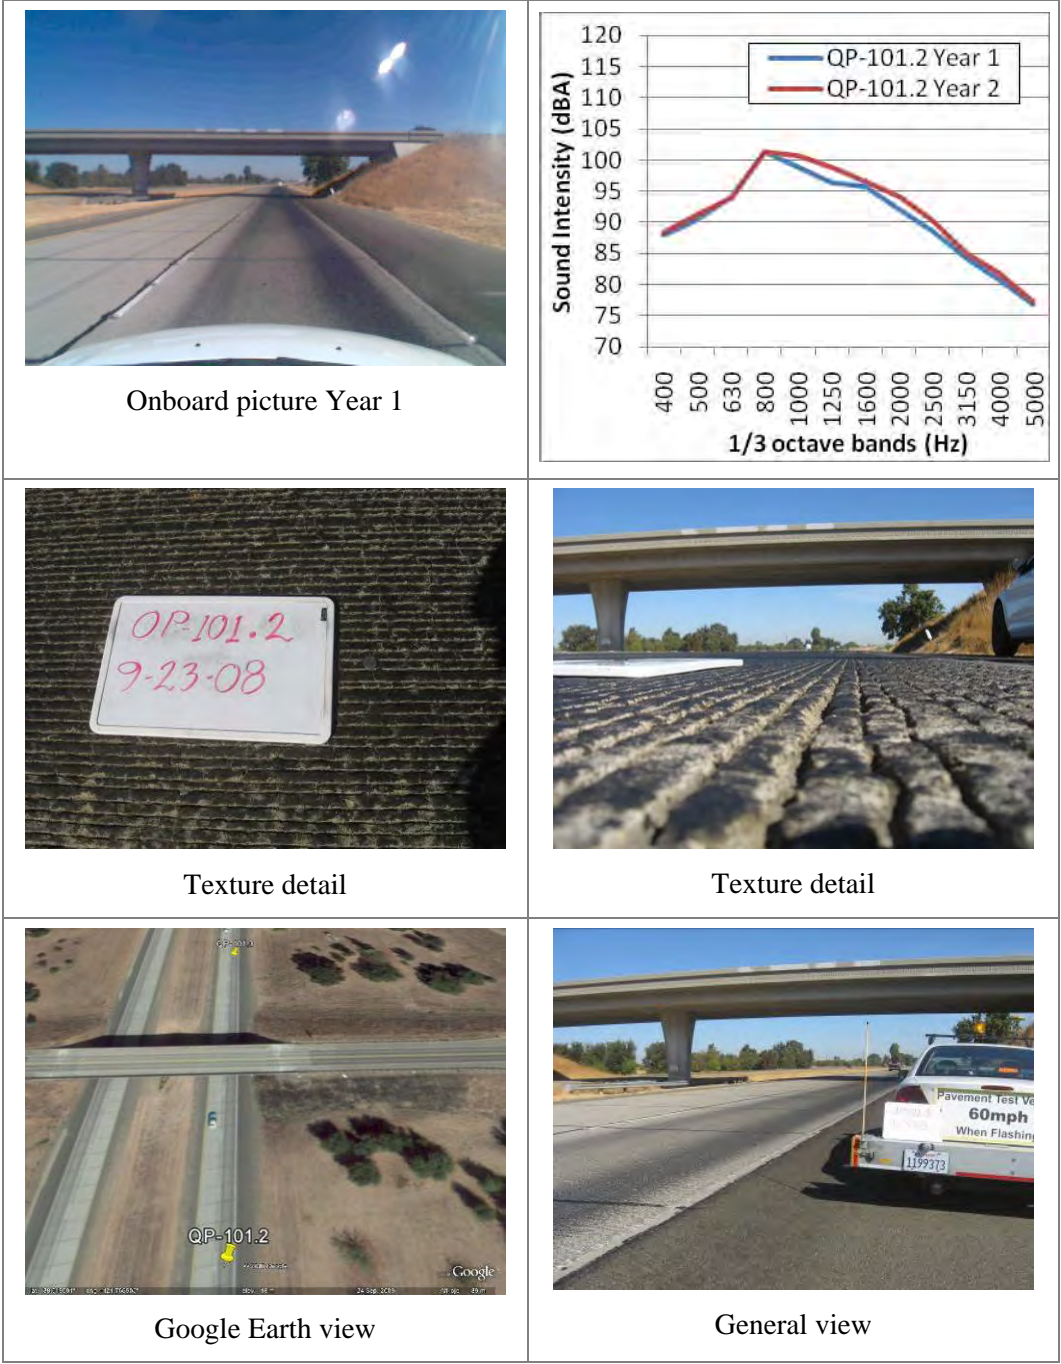 Onboard picture Year 1
120
115
110
105
100
95
90
85
80
75
70
Sound Intensity (dBA)
QP-101.2 Year 1
QP-101.2 Year 2
400
500
630
800
1000
1250
1600
2000
2500
3150
4000
5000
1/3 octave bands (Hz)
QP-101.2
9-23-08
Texture detail
Texture detail
QP-101.2
Google
24 Sep, 2009
Google Earth view
Pavement Test Ve
60mph
When Flashing
1199373
General view